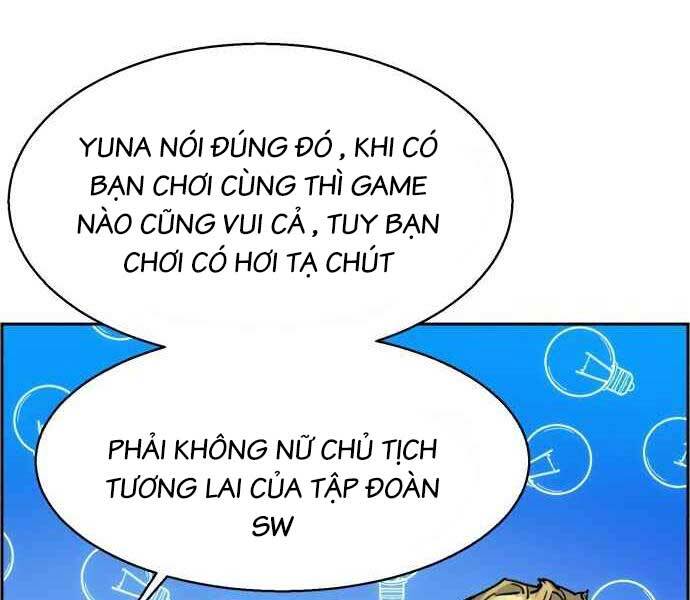 YUNA NÓI ĐÚNG ĐÓ , KHI CÓ
BẠN CHƠI CÙNG THÌ GAME
NÀO CŨNG VUI CẢ , TUY BẠN
CHƠI CÓ HƠI TẠ CHÚT
PHẢI KHÔNG NỮ CHỦ TỊCH
TƯƠNG LAI CỦA TẬP ĐOÀN
SW